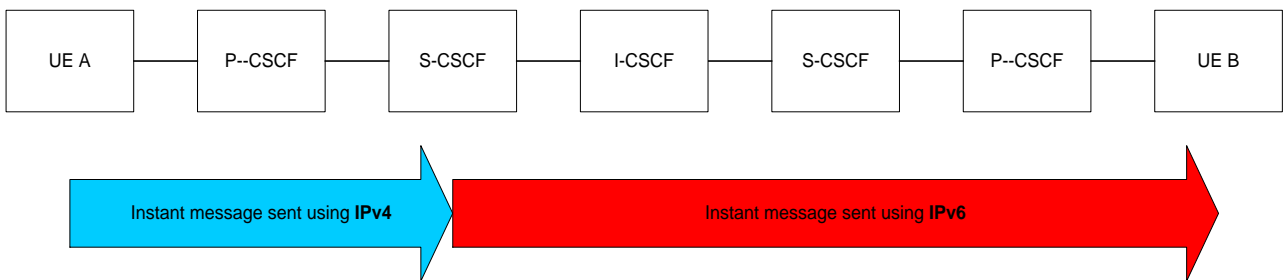 UE A
P--CSCF
S-CSCF
I-CSCF
S-CSCF
P--CSCF
UE B
Instant message sent using IPv4
Instant message sent using IPv6